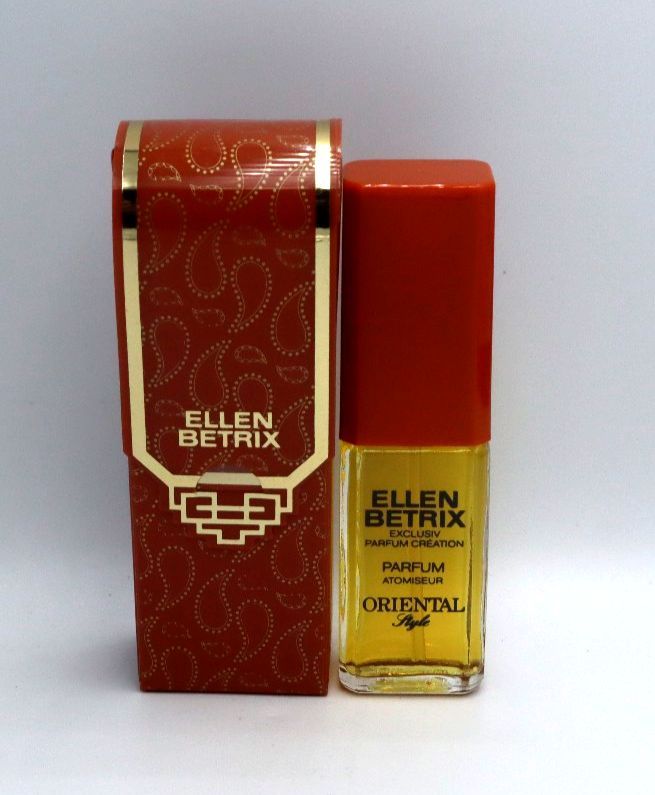 ELLEN
BETRIX
ELLEN
BETRIX
EXCLUSIV
PARFUM CRÉATION
PARFUM
ATOMISEUR
ORIENTAL
Style